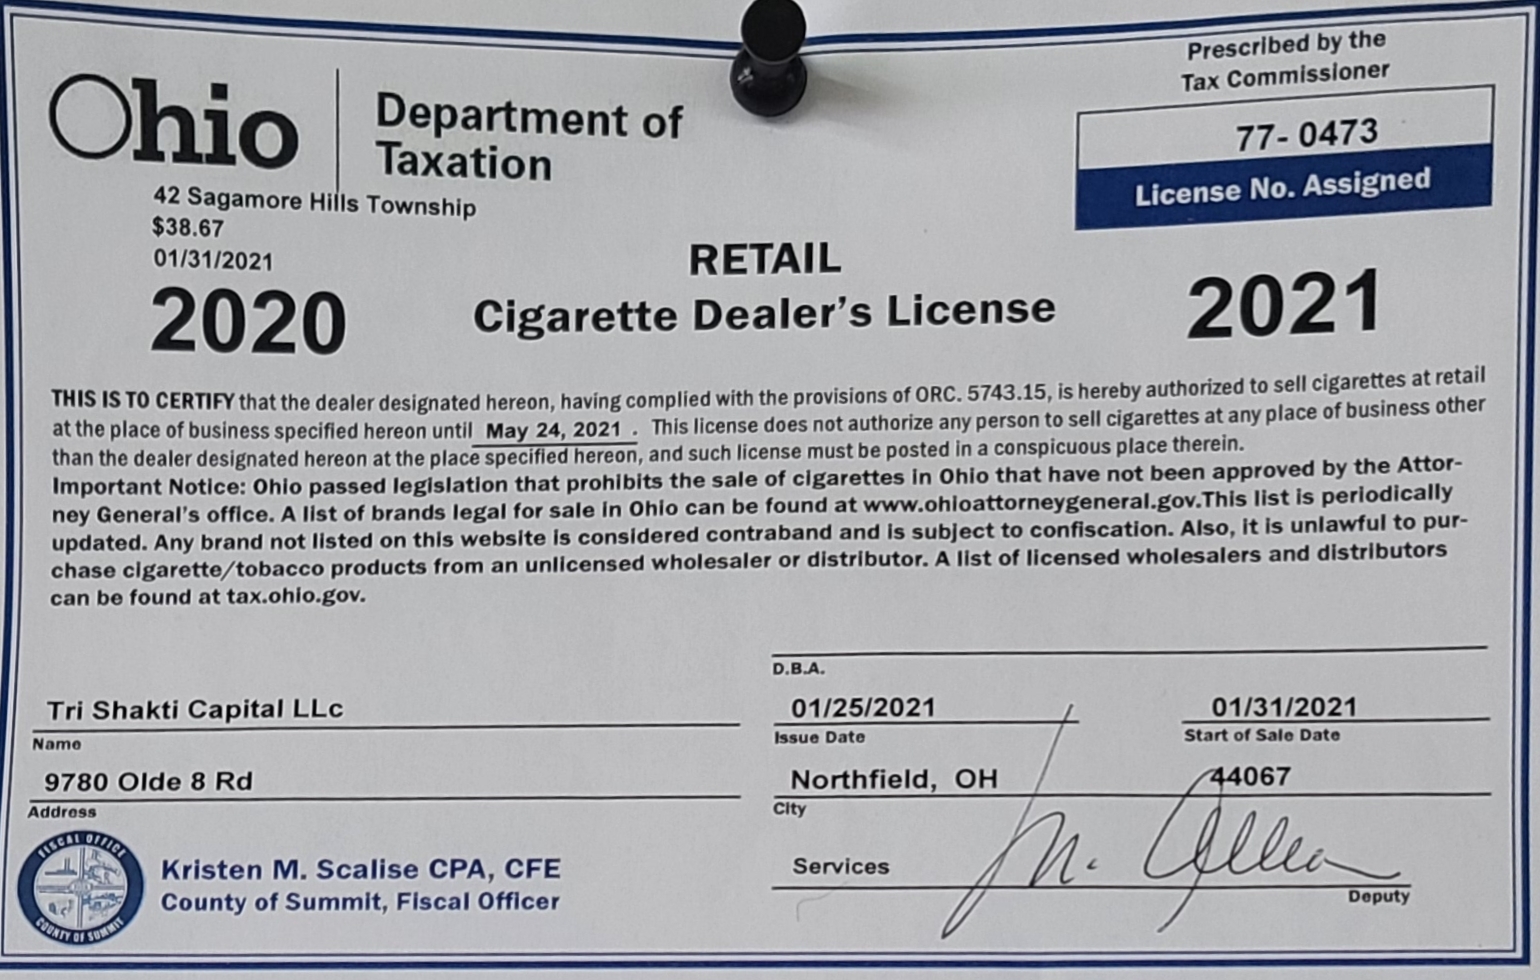 Prescribed by the
Tax Commissioner
Ohio
Department of
Taxation
77- 0473
License No. Assigned
42 Sagamore Hills Township
$38.67
01/31/2021
RETAIL
2020
Cigarette Dealer's License
2021
THIS IS TO CERTIFY that the dealer designated hereon, having complied with the provisions of ORC. 5743.15, is hereby authorized to sell cigarettes at retail
at the place of business specified hereon until May 24, 2021 . This license does not authorize any person to sell cigarettes at any place of business other
than the dealer designated hereon at the place specified hereon, and such license must be posted in a conspicuous place therein.
Important Notice: Ohio passed legislation that prohibits the sale of cigarettes in Ohio that have not been approved by the Attor-
ney General's office. A list of brands legal for sale in Ohio can be found at www.ohioattorneygeneral.gov.This list is periodically
updated. Any brand not listed on this website is considered contraband and is subject to confiscation. Also, it is unlawful to pur-
chase cigarette/tobacco products from an unlicensed wholesaler or distributor. A list of licensed wholesalers and distributors
can be found at tax.ohio.gov.
D.B.A.
Tri Shakti Capital LLc
Name
01/25/2021
Issue Date
01/31/2021
Start of Sale Date
9780 Olde 8 Rd
Address
Northfield, OH
City
44067
FISCAL OFFICE
COUNTY OF SUMMIT
Kristen M. Scalise CPA, CFE
County of Summit, Fiscal Officer
Services
Deputy